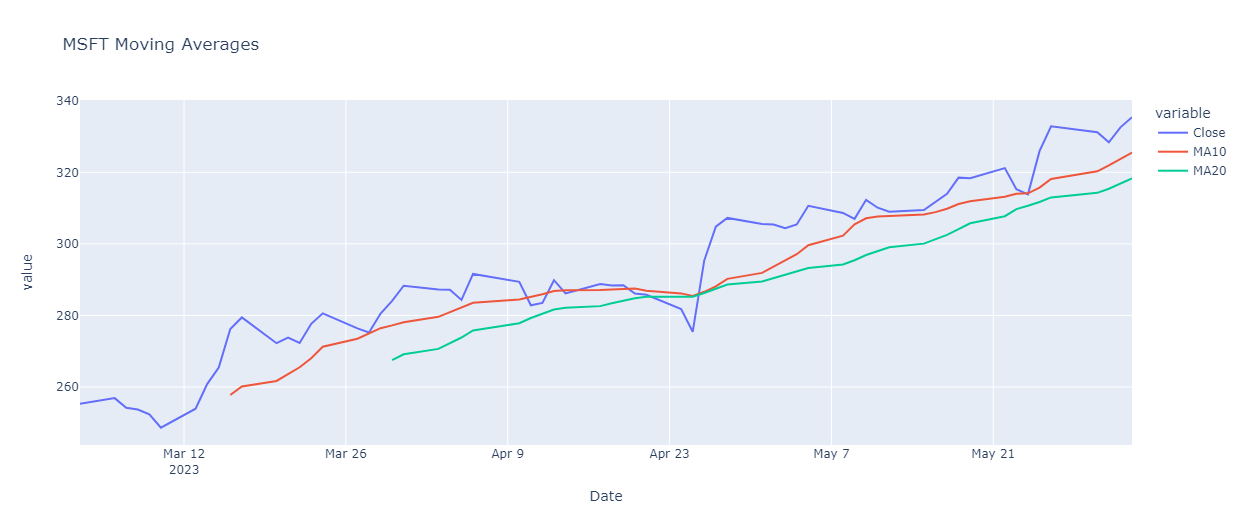 MSFT Moving Averages
340
320
300
280
260
value
Mar 12
2023
Mar 26
Apr 9
Apr 23
May 7
May 21
Date
variable
Close
MA10
MA20